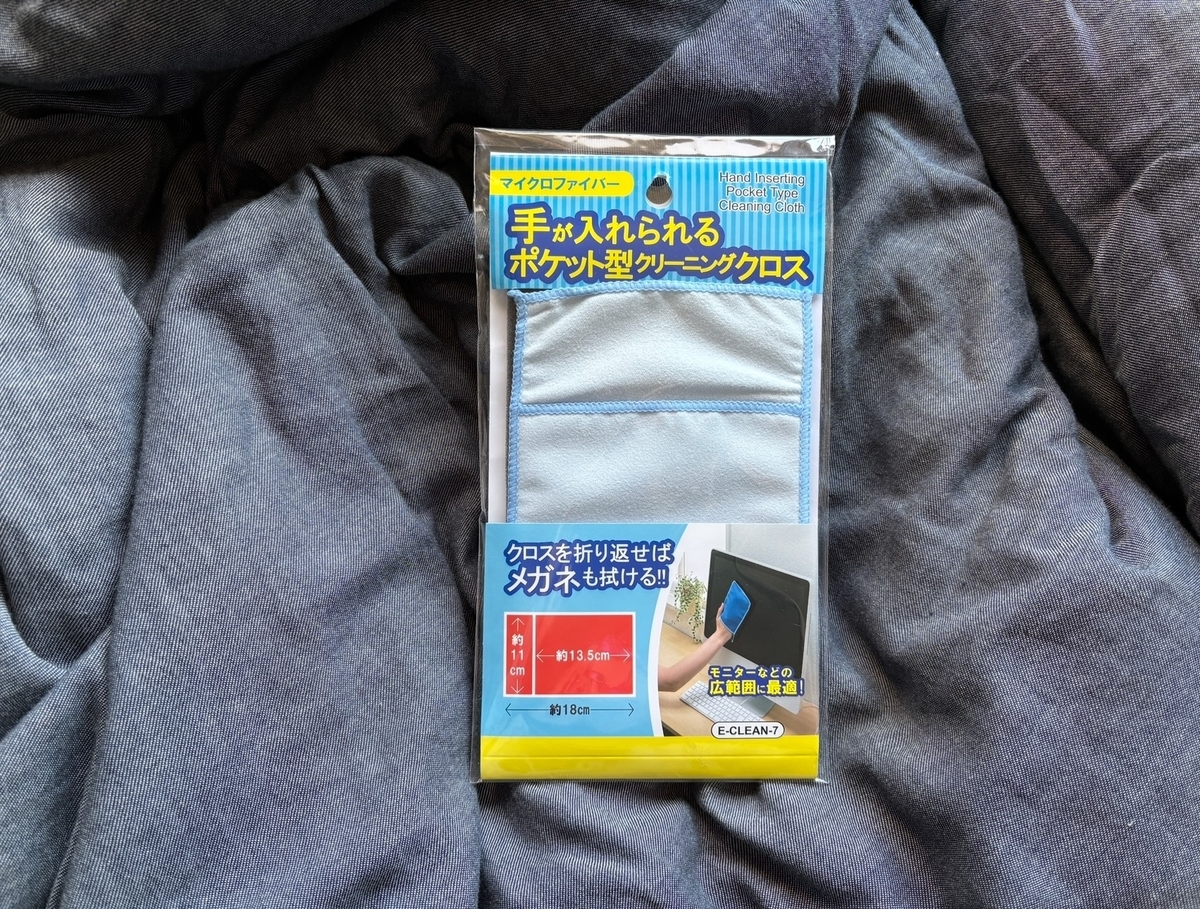 マイクロファイバー
Hand Inserting
Pocket Type
Cleaning Cloth
手が入れられる
ポケット型クリーニングクロス
クロスを折り返せば
メガネも拭ける!!
約
11
cm
約13.5cm
約18cm
モニターなどの
広範囲に最適!
E-CLEAN-7